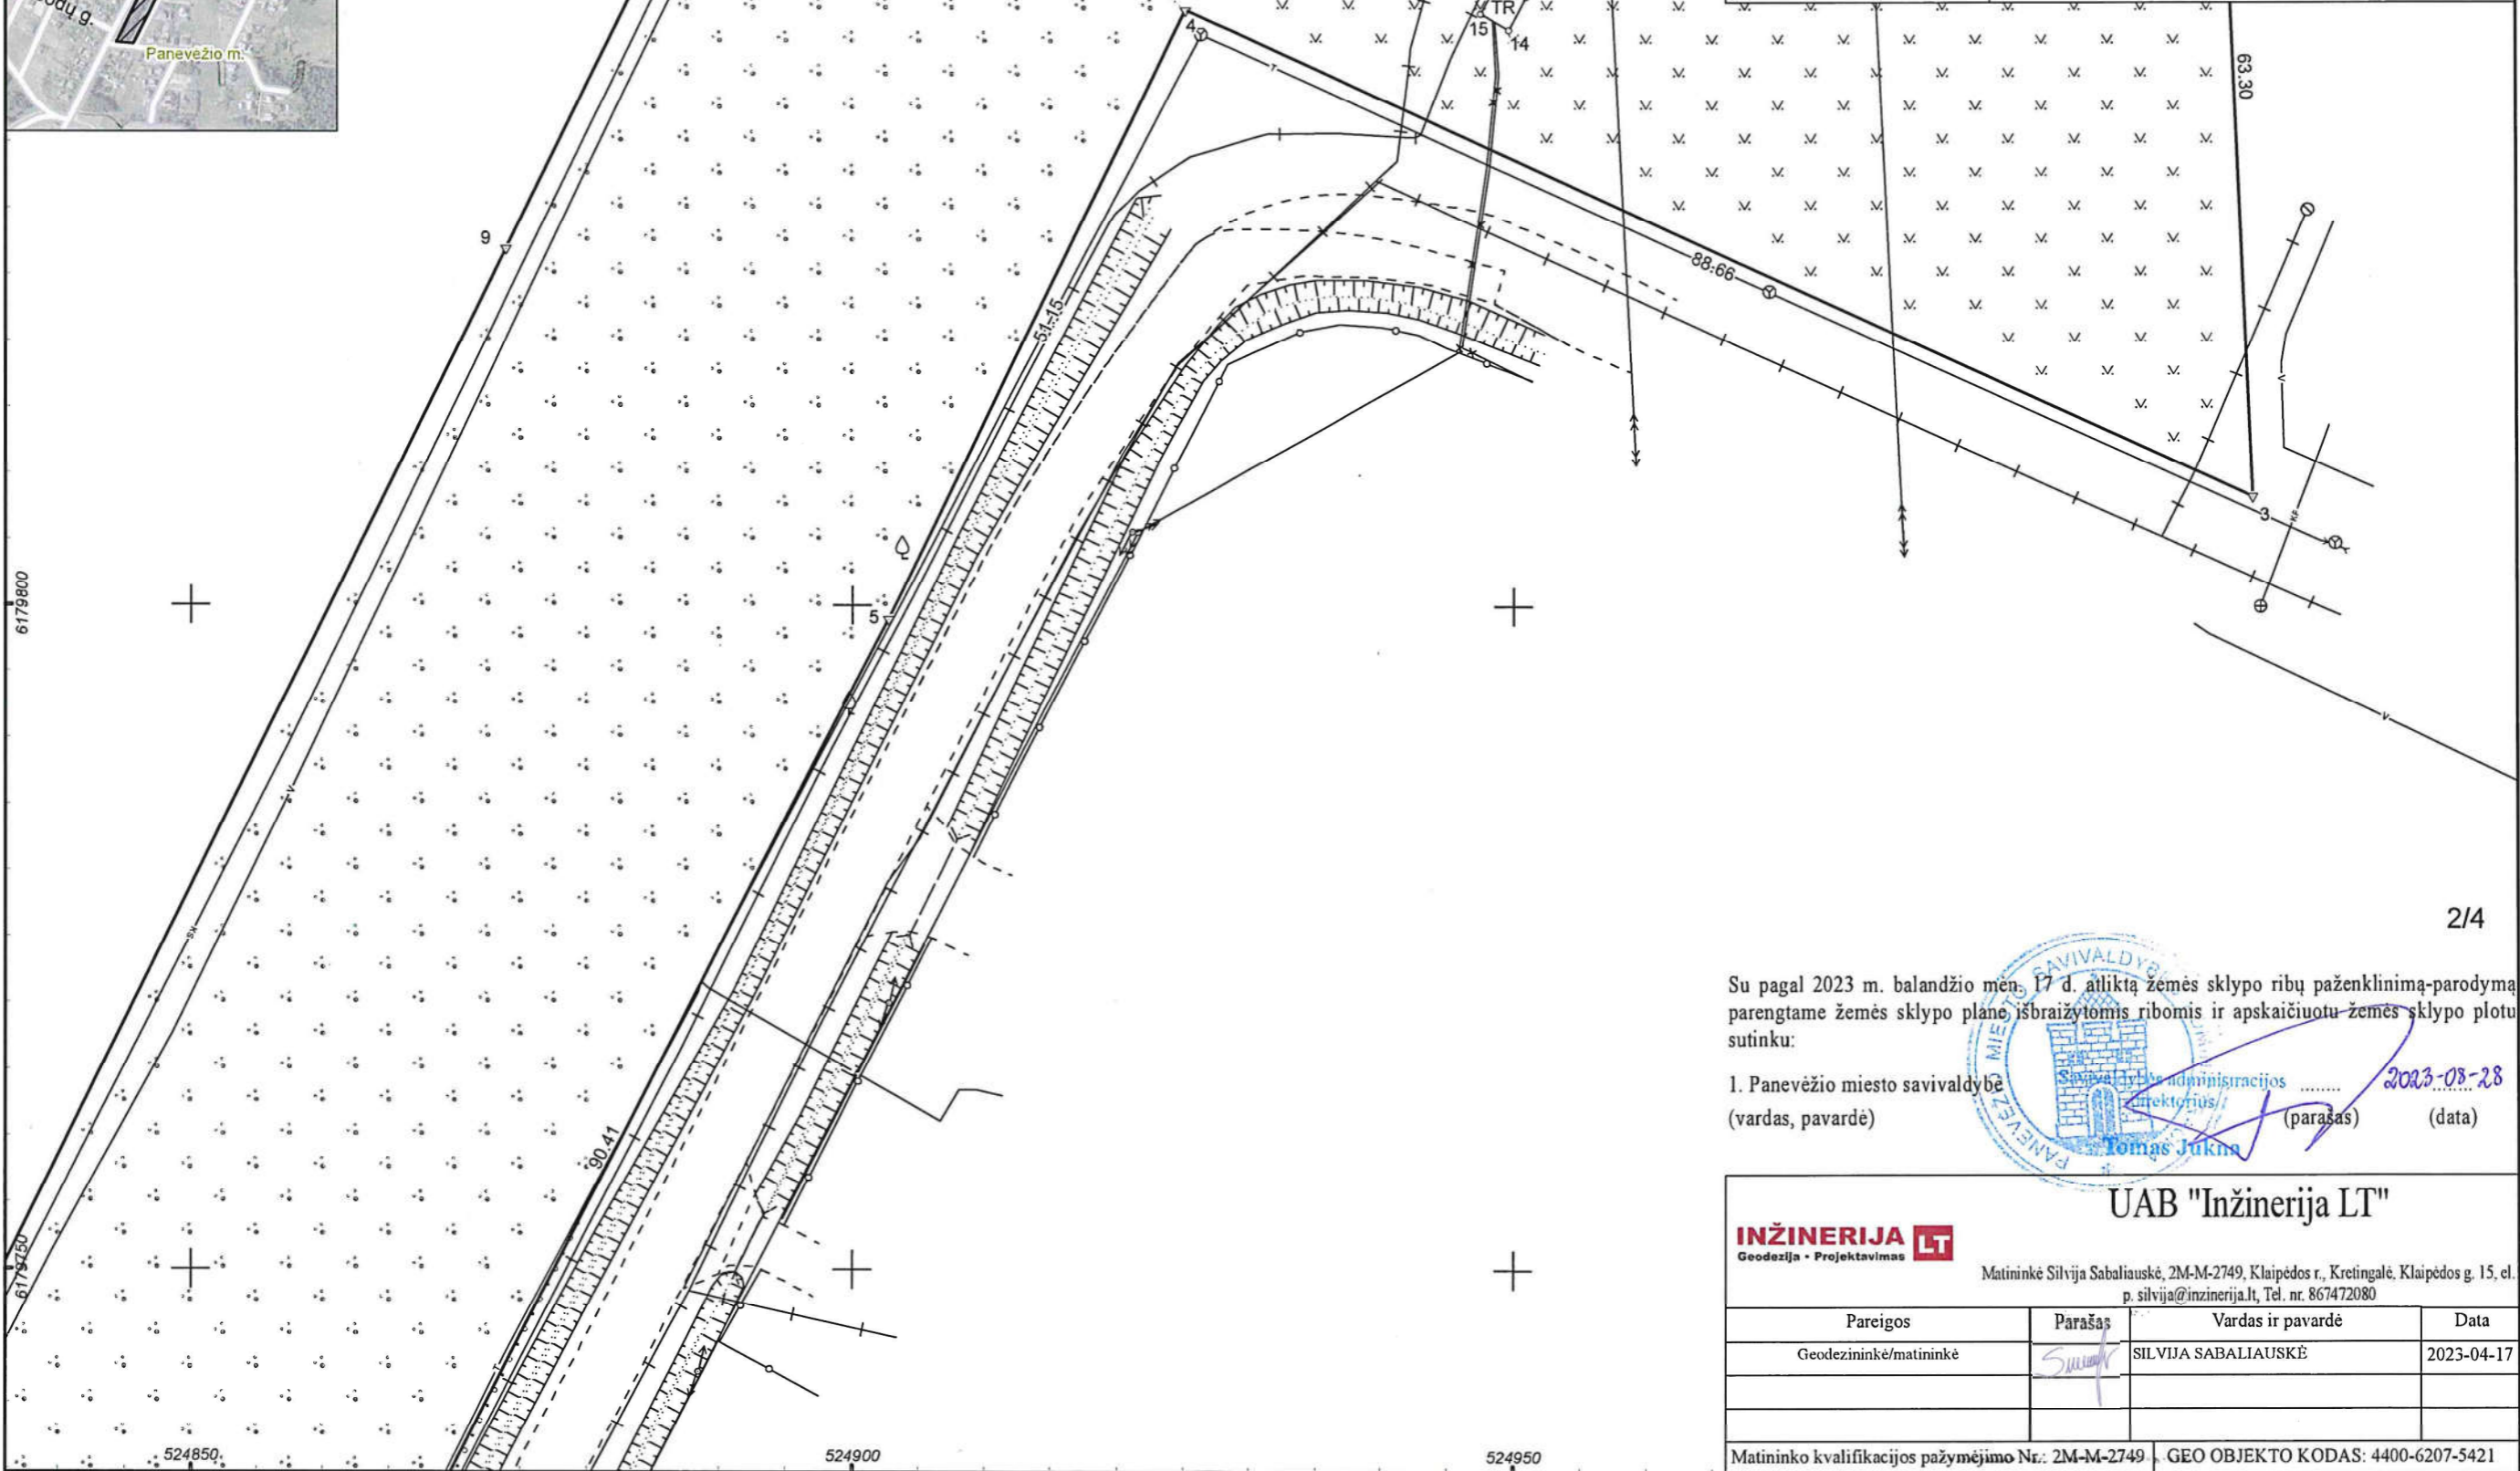 Panevėžio m.
TR
15
14
4
63.30
9
88.66
51.15
3
KF
V
V
5
6179800
V
KS
2/4
Su pagal 2023 m. balandžio mėn. 17 d. atliktą žemės sklypo ribų paženklinimą-parodymą
parengtame žemės sklypo plane išbraižytomis ribomis ir apskaičiuotu žemės sklypo plotu
sutinku:
1. Panevėžio miesto savivaldybė
Savivaldybės administracijos ........ 2023-08-28
direktorius
(vardas, pavardė) (parašas) (data)
Tomas Jukna
PANEVĖŽIO MIESTO SAVIVALDYBĖ
90.41
6179750
UAB "Inžinerija LT"
INŽINERIJA LT
Geodezija • Projektavimas
Matininkė Silvija Sabaliauskė, 2M-M-2749, Klaipėdos r., Kretingalė, Klaipėdos g. 15, el.
p. silvija@inzinerija.lt, Tel. nr. 867472080
Pareigos Parašas Vardas ir pavardė Data
Geodezininkė/matininkė SILVIJA SABALIAUSKĖ 2023-04-17
524850
524900
524950
Matininko kvalifikacijos pažymėjimo Nr.: 2M-M-2749 GEO OBJEKTO KODAS: 4400-6207-5421